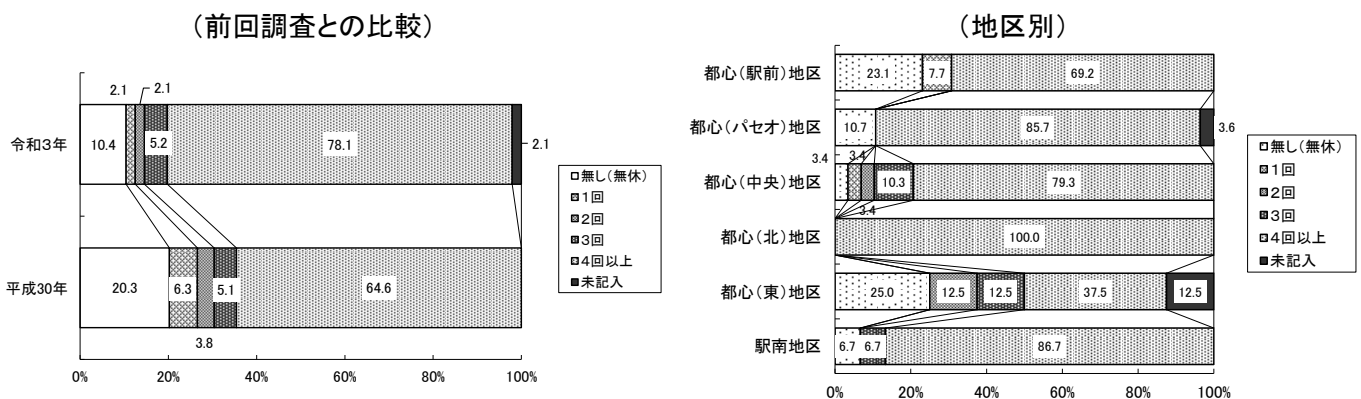 （前回調査との比較）
2.1
2.1
令和3年
10.4
5.2
78.1
2.1
平成30年
20.3
6.3
5.1
64.6
3.8
0%
20%
40%
60%
80%
100%
□無し（無休）
1回
2回
3回
4回以上
■未記入
（地区別）
都心（駅前）地区
23.1
7.7
69.2
都心（パセオ）地区
10.7
85.7
3.6
3.4
3.4
都心（中央）地区
10.3
79.3
3.4
都心（北）地区
100.0
都心（東）地区
25.0
12.5
12.5
37.5
12.5
駅南地区
6.7
6.7
86.7
0%
20%
40%
60%
80%
100%
無し（無休）
1回
2回
3回
4回以上
未記入